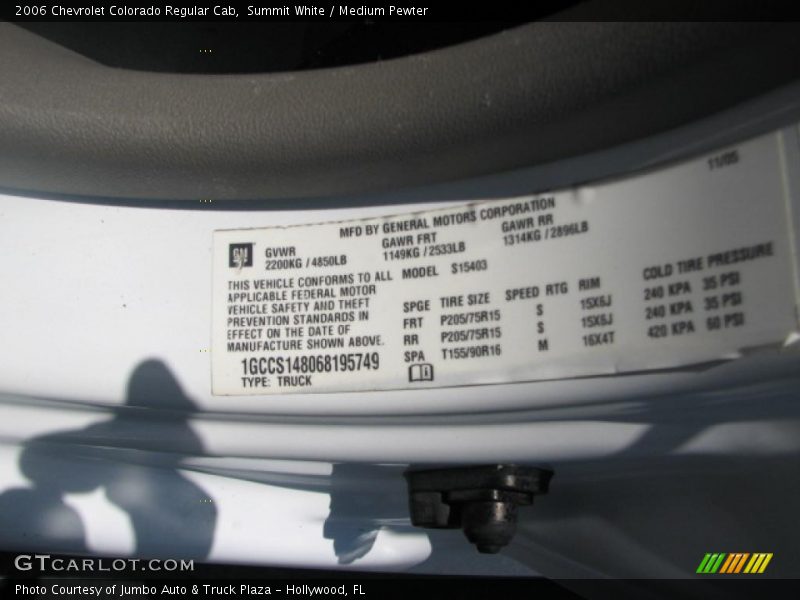 2006 Chevrolet Colorado Regular Cab,  Summit White / Medium Pewter
11/05
MFD BY GENERAL MOTORS CORPORATION
GM
GVWR GAWR FRT GAWR RR
2200KG / 4850LB 1149KG / 2533LB 1314KG / 2896LB
THIS VEHICLE CONFORMS TO ALL
APPLICABLE FEDERAL MOTOR
VEHICLE SAFETY AND THEFT
PREVENTION STANDARDS IN
EFFECT ON THE DATE OF
MANUFACTURE SHOWN ABOVE.
1GCCS148068195749
TYPE: TRUCK
MODEL S15403
SPGE TIRE SIZE SPEED RTG RIM COLD TIRE PRESSURE
FRT P205/75R15 S 15X6J 240 KPA 35 PSI
RR P205/75R15 S 15X6J 240 KPA 35 PSI
SPA T155/90R16 M 16X4T 420 KPA 60 PSI
GTCARLOT.COM
Photo Courtesy of Jumbo Auto & Truck Plaza - Hollywood, FL